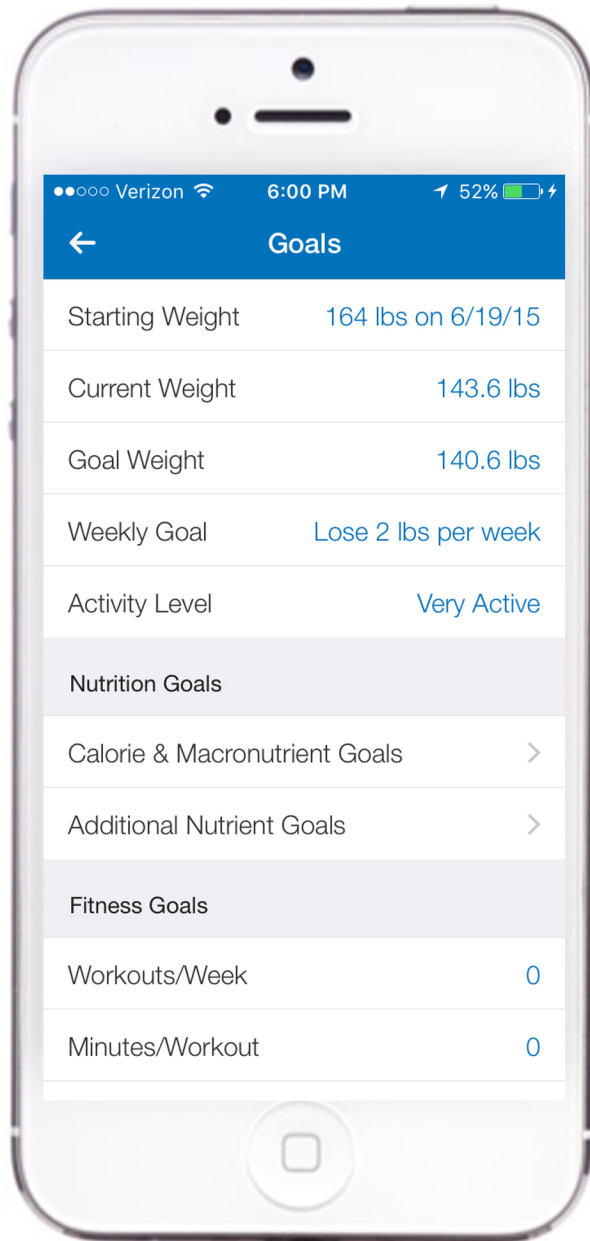 Verizon 6:00 PM 52%
Goals
Starting Weight 164 lbs on 6/19/15
Current Weight 143.6 lbs
Goal Weight 140.6 lbs
Weekly Goal Lose 2 lbs per week
Activity Level Very Active
Nutrition Goals
Calorie & Macronutrient Goals
Additional Nutrient Goals
Fitness Goals
Workouts/Week 0
Minutes/Workout 0